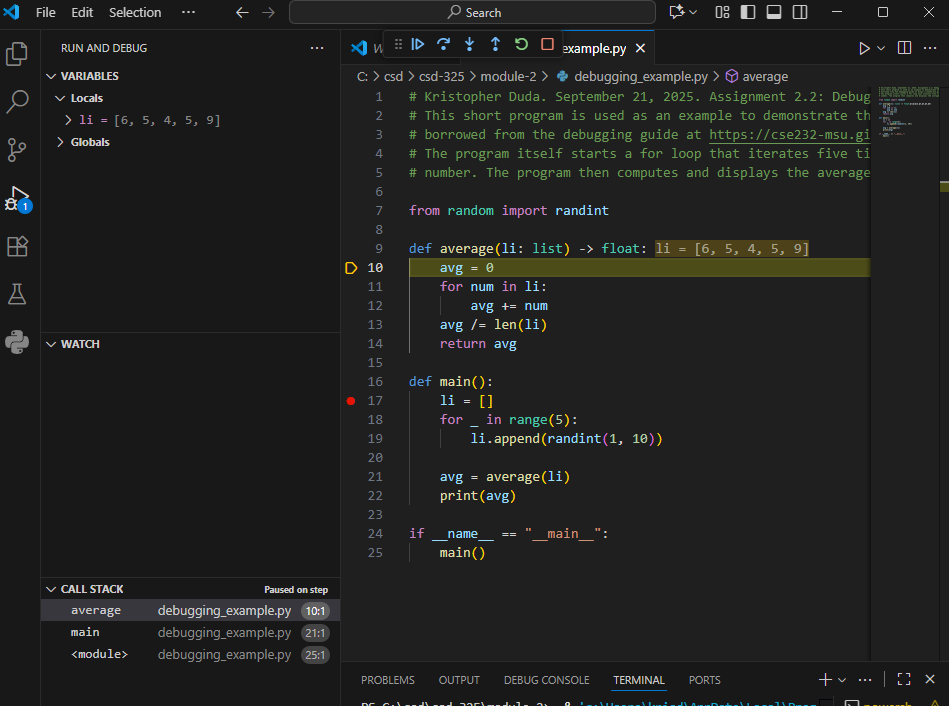 File Edit Selection ··· Search
RUN AND DEBUG ···
VARIABLES
Locals
li = [6, 5, 4, 5, 9]
Globals
WATCH
CALL STACK Paused on step
average debugging_example.py 10:1
main debugging_example.py 21:1
<module> debugging_example.py 25:1
1
example.py
C: > csd > csd-325 > module-2 > debugging_example.py > average
1 # Kristopher Duda. September 21, 2025. Assignment 2.2: Debug
2 # This short program is used as an example to demonstrate th
3 # borrowed from the debugging guide at https://cse232-msu.gi
4 # The program itself starts a for loop that iterates five ti
5 # number. The program then computes and displays the average
6
7 from random import randint
8
9 def average(li: list) -> float: li = [6, 5, 4, 5, 9]
10     avg = 0
11     for num in li:
12         avg += num
13     avg /= len(li)
14     return avg
15
16 def main():
17     li = []
18     for _ in range(5):
19         li.append(randint(1, 10))
20
21     avg = average(li)
22     print(avg)
23
24 if __name__ == "__main__":
25     main()
PROBLEMS OUTPUT DEBUG CONSOLE TERMINAL PORTS